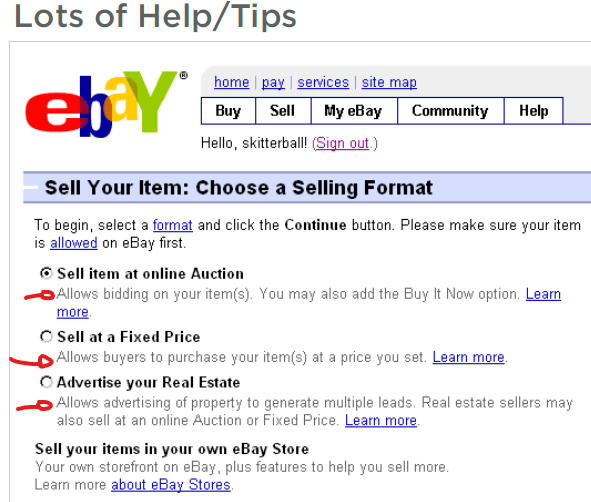 Lots of Help/Tips
ebay®
home | pay | services | site map
Buy Sell My eBay Community Help
Hello, skitterball! (Sign out.)
Sell Your Item: Choose a Selling Format
To begin, select a format and click the Continue button. Please make sure your item
is allowed on eBay first.
Sell item at online Auction
Allows bidding on your item(s). You may also add the Buy It Now option. Learn
more.
Sell at a Fixed Price
Allows buyers to purchase your item(s) at a price you set. Learn more.
Advertise your Real Estate
Allows advertising of property to generate multiple leads. Real estate sellers may
also sell at an online Auction or Fixed Price. Learn more.
Sell your items in your own eBay Store
Your own storefront on eBay, plus features to help you sell more.
Learn more about eBay Stores.